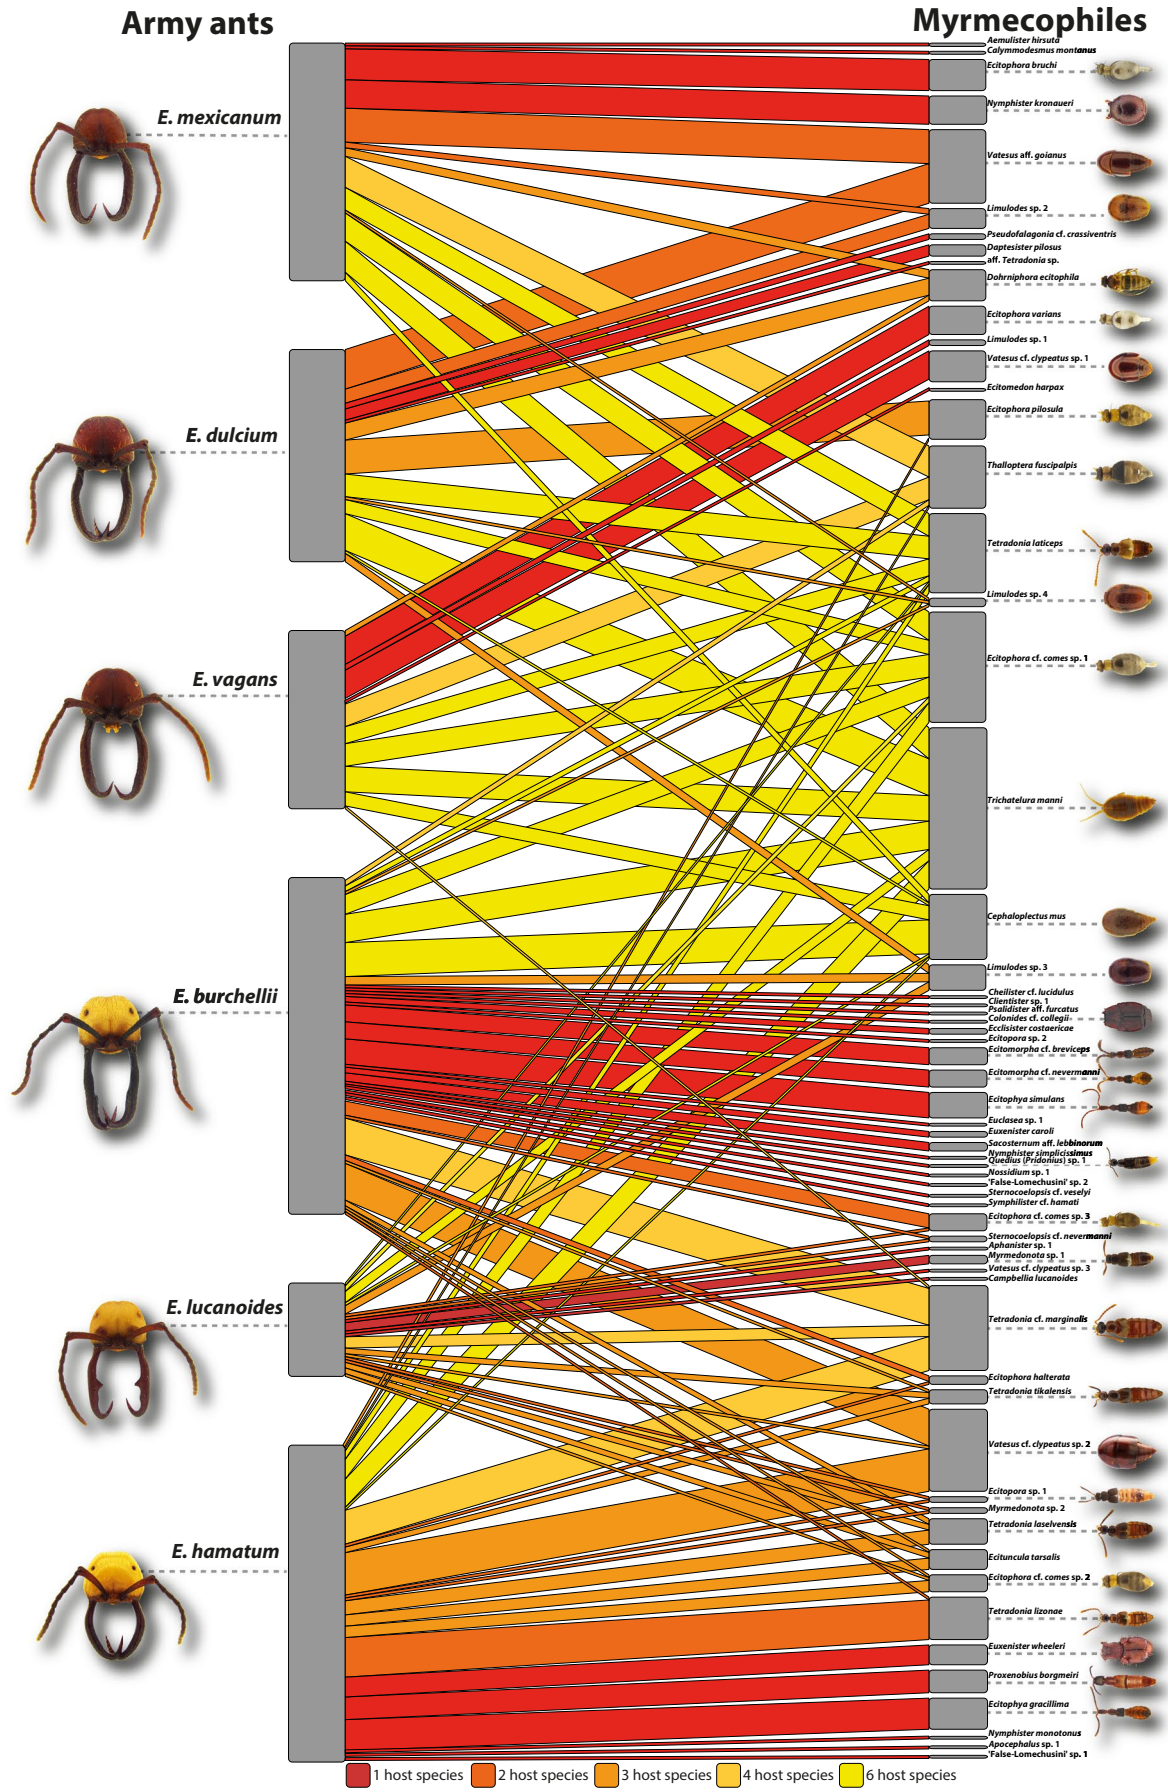 Army ants
Myrmecophiles
E. mexicanum
E. dulcium
E. vagans
E. burchellii
E. lucanoides
E. hamatum
Aemulister hirsuta
Calymmodesmus montanus
Ecitophora bruchi
Nymphister kronaueri
Vatesus aff. goianus
Limulodes sp. 2
Pseudofalagonia cf. crassiventris
Daptesister pilosus
aff. Tetradonia sp.
Dohrniphora ecitophila
Ecitophora varians
Limulodes sp. 1
Vatesus cf. clypeatus sp. 1
Ecitomedon harpax
Ecitophora pilosula
Thalloptera fuscipalpis
Tetradonia laticeps
Limulodes sp. 4
Ecitophora cf. comes sp. 1
Trichatelura manni
Cephaloplectus mus
Limulodes sp. 3
Cheilister cf. lucidulus
Clientister sp. 1
Psalidister aff. furcatus
Colonides cf. collegii
Ecclisister costaericae
Ecitopora sp. 2
Ecitomorpha cf. breviceps
Ecitomorpha cf. nevermanni
Ecitophya simulans
Euclasea sp. 1
Euxenister caroli
Sacosternum aff. lebbinorum
Nymphister simplicissimus
Quedius (Pridonius) sp. 1
Nossidium sp. 1
'False-Lomechusini' sp. 2
Sternocoelopsis cf. veselyi
Symphilister cf. hamati
Ecitophora cf. comes sp. 3
Sternocoelopsis cf. nevermanni
Aphanister sp. 1
Myrmedonota sp. 1
Vatesus cf. clypeatus sp. 3
Campbellia lucanoides
Tetradonia cf. marginalis
Ecitophora halterata
Tetradonia tikalensis
Vatesus cf. clypeatus sp. 2
Ecitopora sp. 1
Myrmedonota sp. 2
Tetradonia laselvensis
Ecituncula tarsalis
Ecitophora cf. comes sp. 2
Tetradonia lizonae
Euxenister wheeleri
Proxenobius borgmeiri
Ecitophya gracillima
Nymphister monotonus
Apocephalus sp. 1
'False-Lomechusini' sp. 1
1 host species
2 host species
3 host species
4 host species
6 host species